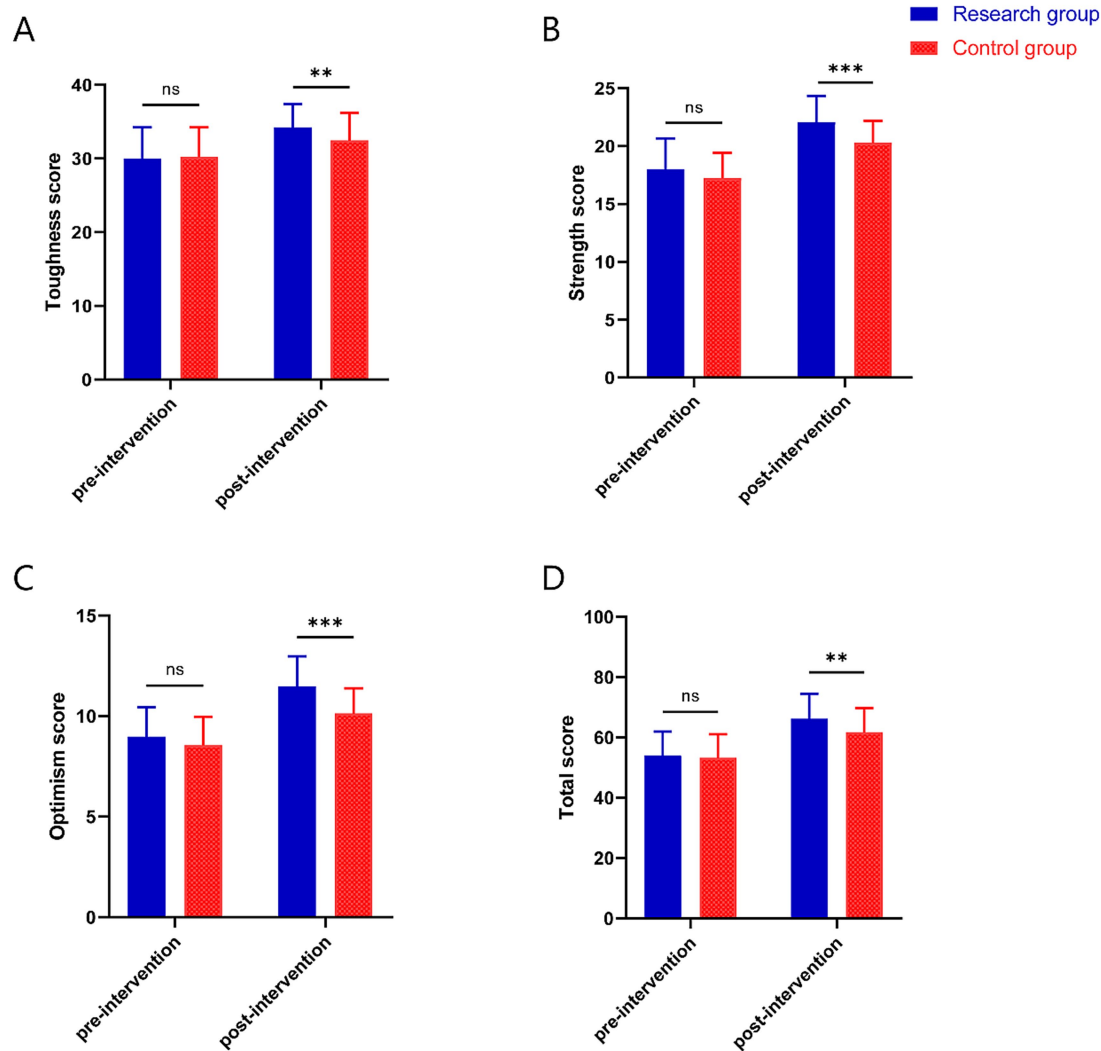 Research group
Control group
A
Toughness score
40
30
20
10
0
ns
**
pre-intervention
post-intervention
B
Strength score
25
20
15
10
5
0
ns
***
pre-intervention
post-intervention
C
Optimism score
15
10
5
0
ns
***
pre-intervention
post-intervention
D
Total score
100
80
60
40
20
0
ns
**
pre-intervention
post-intervention